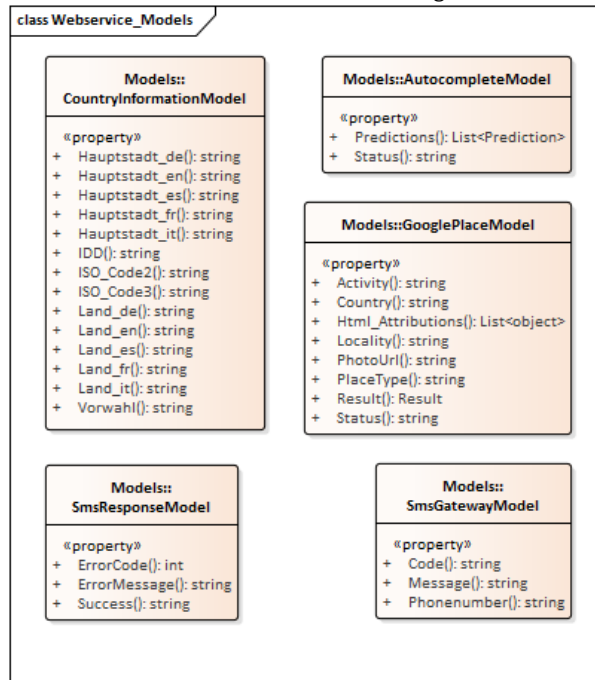 class Webservice_Models
Models::
CountryInformationModel
«property»
+ Hauptstadt_de(): string
+ Hauptstadt_en(): string
+ Hauptstadt_es(): string
+ Hauptstadt_fr(): string
+ Hauptstadt_it(): string
+ IDD(): string
+ ISO_Code2(): string
+ ISO_Code3(): string
+ Land_de(): string
+ Land_en(): string
+ Land_es(): string
+ Land_fr(): string
+ Land_it(): string
+ Vorwahl(): string
Models::AutocompleteModel
«property»
+ Predictions(): List<Prediction>
+ Status(): string
Models::GooglePlaceModel
«property»
+ Activity(): string
+ Country(): string
+ Html_Attributions(): List<object>
+ Locality(): string
+ PhotoUrl(): string
+ PlaceType(): string
+ Result(): Result
+ Status(): string
Models::
SmsResponseModel
«property»
+ ErrorCode(): int
+ ErrorMessage(): string
+ Success(): string
Models::
SmsGatewayModel
«property»
+ Code(): string
+ Message(): string
+ Phonenumber(): string